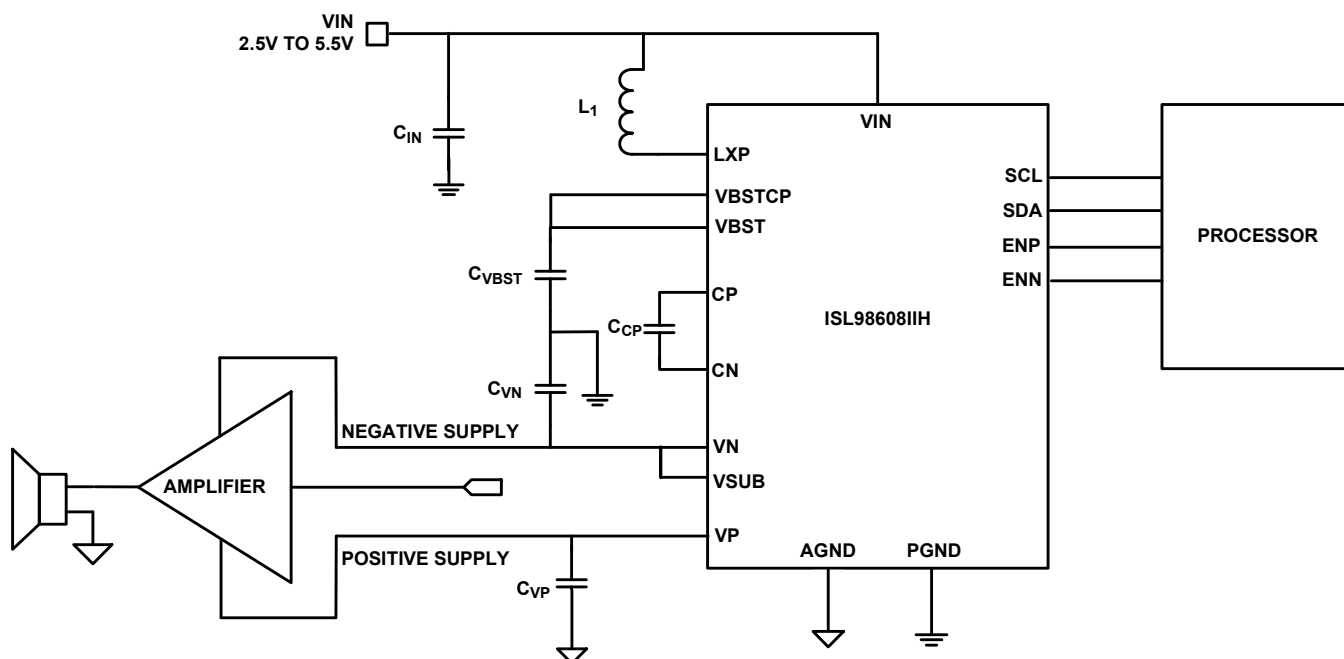 VIN
2.5V TO 5.5V
CIN
L1
VIN
LXP
VBSTCP
VBST
CVBST
CP
CCP
CN
CVN
ISL98608IIH
SCL
SDA
ENP
ENN
PROCESSOR
NEGATIVE SUPPLY
VN
VSUB
AMPLIFIER
POSITIVE SUPPLY
VP
CVP
AGND
PGND